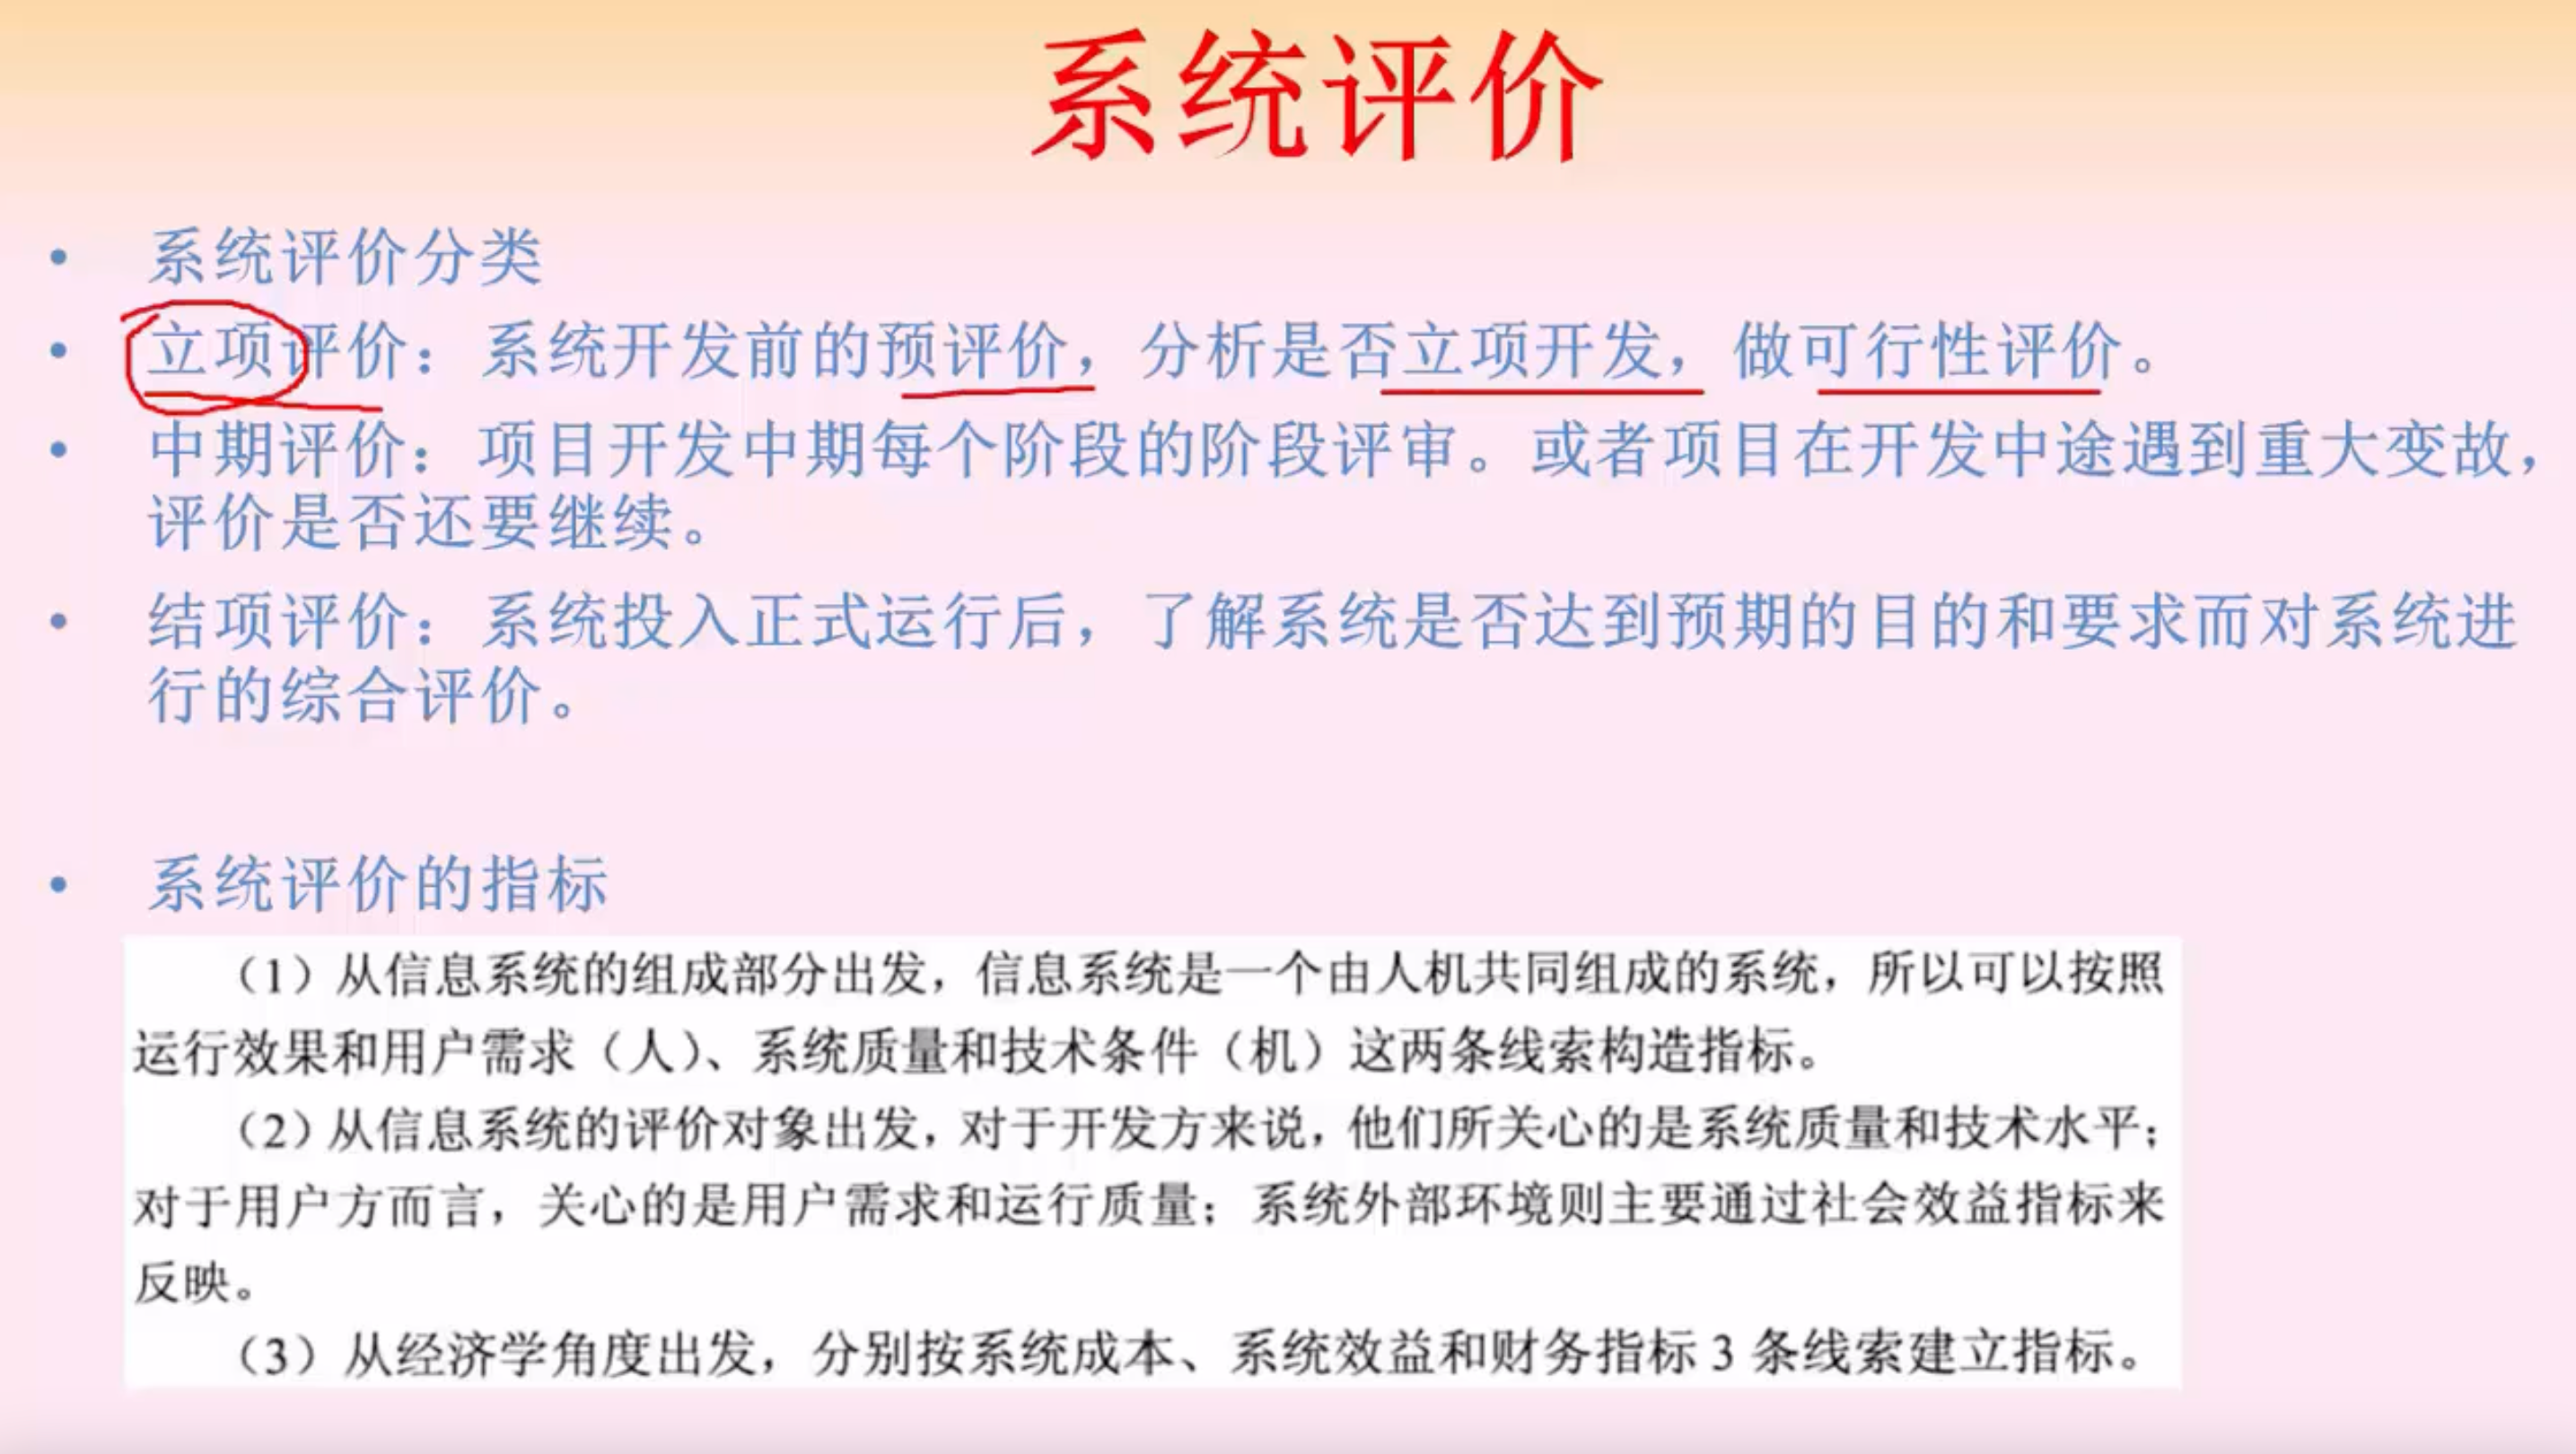 系统评价
• 系统评价分类
• 立项评价：系统开发前的预评价，分析是否立项开发，做可行性评价。
• 中期评价：项目开发中期每个阶段的阶段评审。或者项目在开发中途遇到重大变故，
评价是否还要继续。
• 结项评价：系统投入正式运行后，了解系统是否达到预期的目的和要求而对系统进
行的综合评价。
• 系统评价的指标
（1）从信息系统的组成部分出发，信息系统是一个由人机共同组成的系统，所以可以按照
运行效果和用户需求（人）、系统质量和技术条件（机）这两条线索构造指标。
（2）从信息系统的评价对象出发，对于开发方来说，他们所关心的是系统质量和技术水平；
对于用户方而言，关心的是用户需求和运行质量；系统外部环境则主要通过社会效益指标来
反映。
（3）从经济学角度出发，分别按系统成本、系统效益和财务指标 3 条线索建立指标。